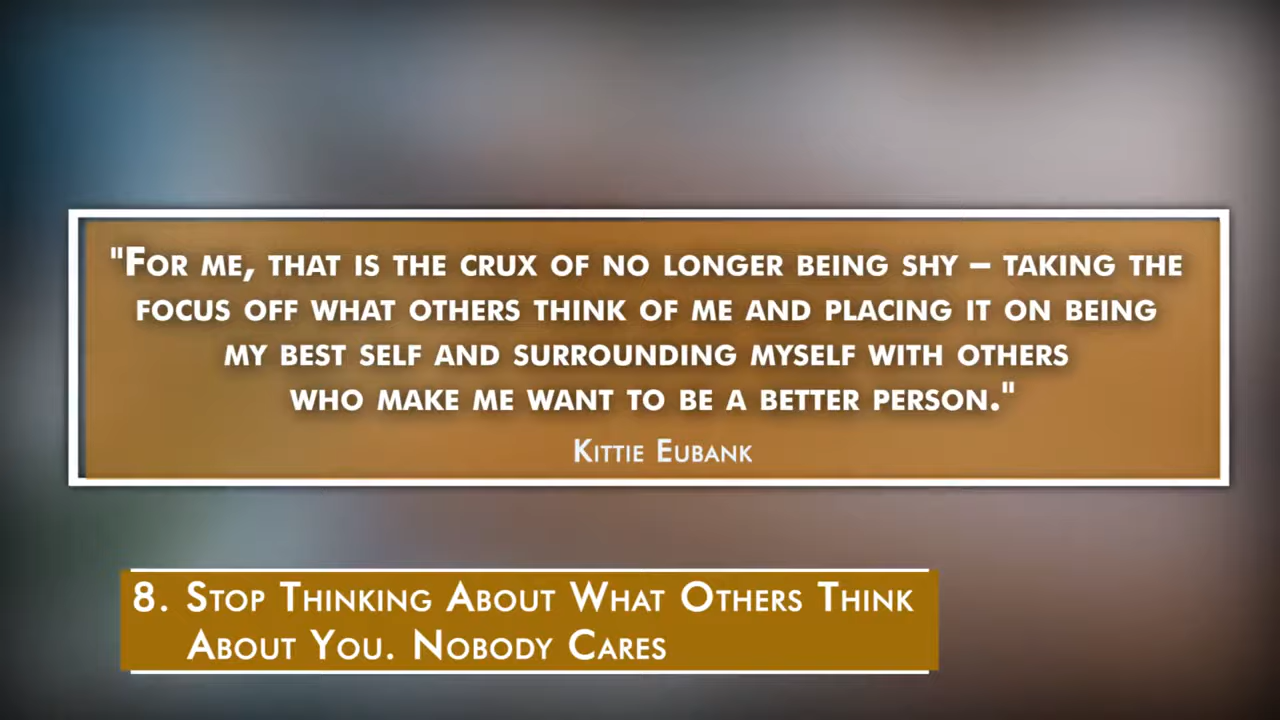 "For me, that is the crux of no longer being shy – taking the
focus off what others think of me and placing it on being
my best self and surrounding myself with others
who make me want to be a better person."
Kittie Eubank
8. Stop Thinking About What Others Think
About You. Nobody Cares